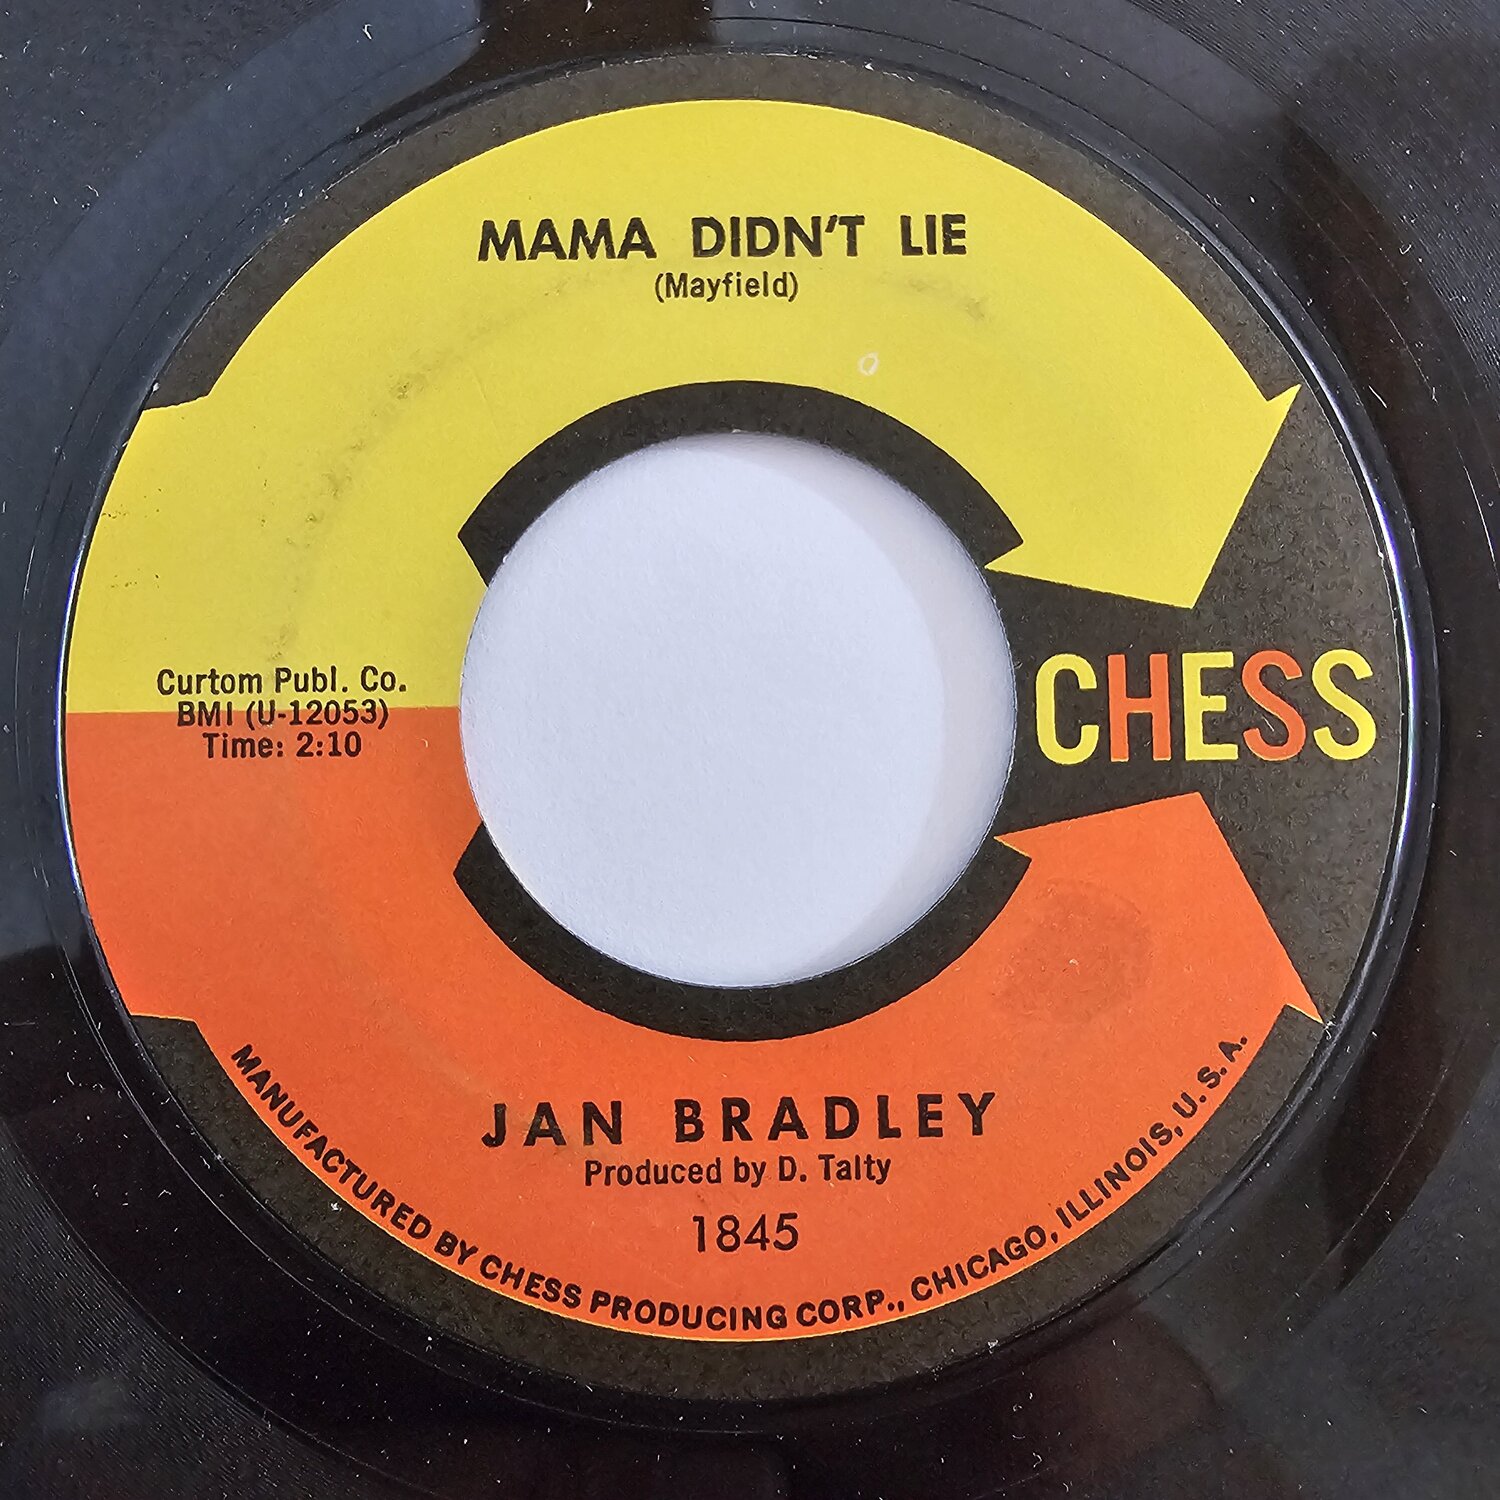 MAMA DIDN'T LIE
(Mayfield)
Curtom Publ. Co.
BMI (U-12053)
Time: 2:10
CHESS
JAN BRADLEY
Produced by D. Talty
1845
MANUFACTURED BY CHESS PRODUCING CORP., CHICAGO, ILLINOIS, U.S.A.